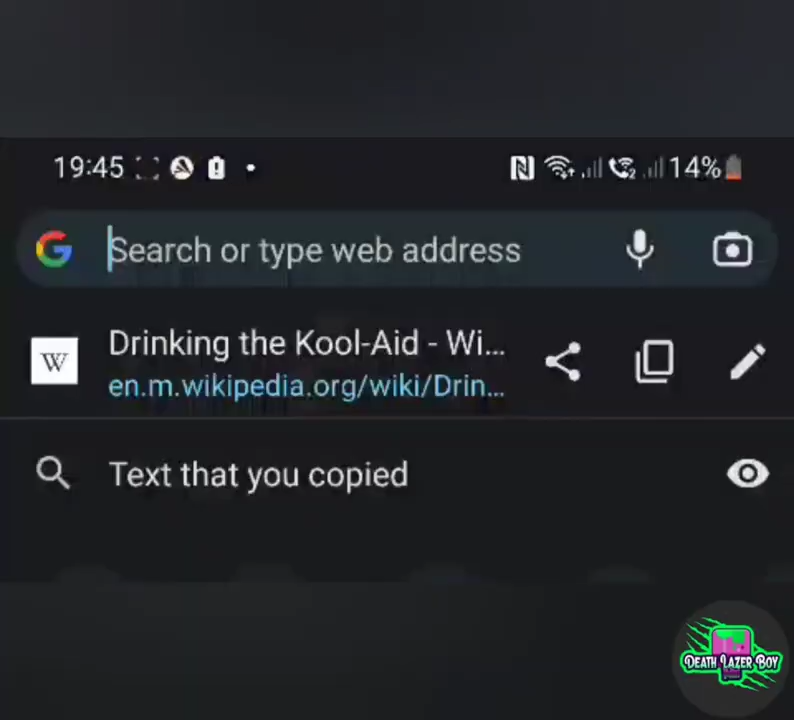 19:45
14%
Search or type web address
Drinking the Kool-Aid - Wi...
en.m.wikipedia.org/wiki/Drin...
W
Text that you copied
DEATH LAZER BOY